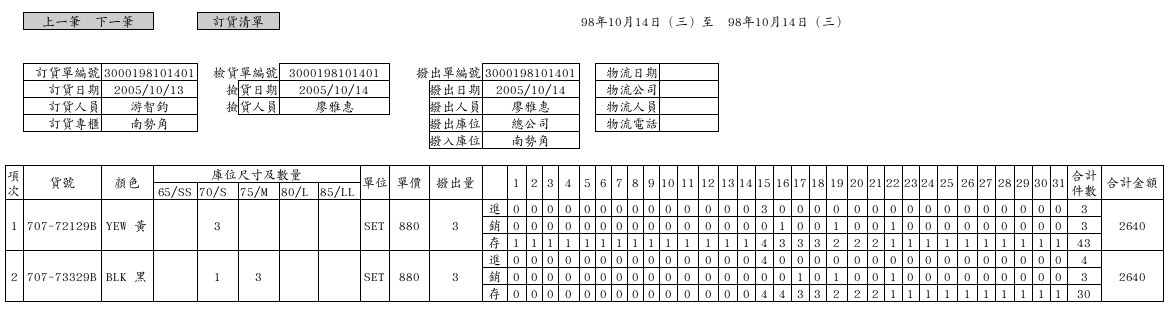 上一筆 下一筆 訂貨清單 98年10月14日（三）至 98年10月14日（三）
訂貨單編號 3000198101401 檢貨單編號 3000198101401 撥出單編號 3000198101401 物流日期
訂貨日期 2005/10/13 撿貨日期 2005/10/14 撥出日期 2005/10/14 物流公司
訂貨人員 游智鈞 撿貨人員 廖雅惠 撥出人員 廖雅惠 物流人員
訂貨專櫃 南勢角 撥出庫位 總公司 物流電話
撥入庫位 南勢角
項次 貨號 顏色 庫位尺寸及數量 單位 單價 撥出量 1 2 3 4 5 6 7 8 9 10 11 12 13 14 15 16 17 18 19 20 21 22 23 24 25 26 27 28 29 30 31 合計件數 合計金額
65/SS 70/S 75/M 80/L 85/LL
進 0 0 0 0 0 0 0 0 0 0 0 0 0 0 3 0 0 0 0 0 0 0 0 0 0 0 0 0 0 0 0 3
1 707-72129B YEW 黃 3 SET 880 3 銷 0 0 0 0 0 0 0 0 0 0 0 0 0 0 0 1 0 0 1 0 0 1 0 0 0 0 0 0 0 0 0 3 2640
存 1 1 1 1 1 1 1 1 1 1 1 1 1 1 4 3 3 3 2 2 2 1 1 1 1 1 1 1 1 1 1 43
進 0 0 0 0 0 0 0 0 0 0 0 0 0 0 4 0 0 0 0 0 0 0 0 0 0 0 0 0 0 0 0 4
2 707-73329B BLK 黑 1 3 SET 880 3 銷 0 0 0 0 0 0 0 0 0 0 0 0 0 0 0 0 1 0 1 0 0 1 0 0 0 0 0 0 0 0 0 3 2640
存 0 0 0 0 0 0 0 0 0 0 0 0 0 0 4 4 3 3 2 2 2 1 1 1 1 1 1 1 1 1 1 30